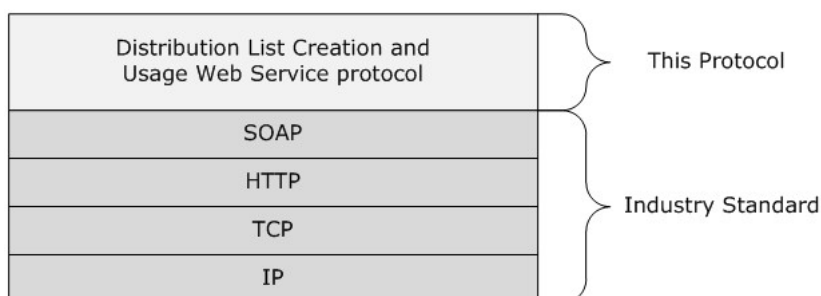 Distribution List Creation and
Usage Web Service protocol
This Protocol
SOAP
HTTP
TCP
IP
Industry Standard